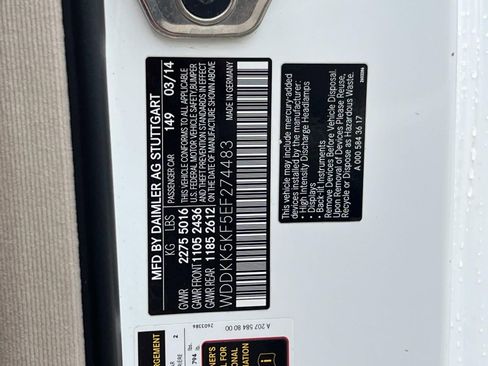 MFD BY DAIMLER AG STUTTGART
PASSENGER CAR 149 03/14
KG LBS THIS VEHICLE CONFORMS TO ALL APPLICABLE
GVWR 2275 5016 U.S. FEDERAL MOTOR VEHICLE SAFETY, BUMPER
GAWR FRONT 1105 2436 AND THEFT PREVENTION STANDARDS IN EFFECT
GAWR REAR 1185 2612 ON THE DATE OF MANUFACTURE SHOWN ABOVE
WDDKK5KF5EF274483 MADE IN GERMANY
This vehicle may include mercury-added
devices installed by the manufacturer:
• High Intensity Discharge Headlamps
• Displays
• Back-lit Instruments
Remove Devices Before Vehicle Disposal.
Upon Removal of Devices Please Reuse,
Recycle or Dispose as Hazardous Waste.
A 000 584 36 17
A 207 584 80 00
2603386
2
794 lbs.